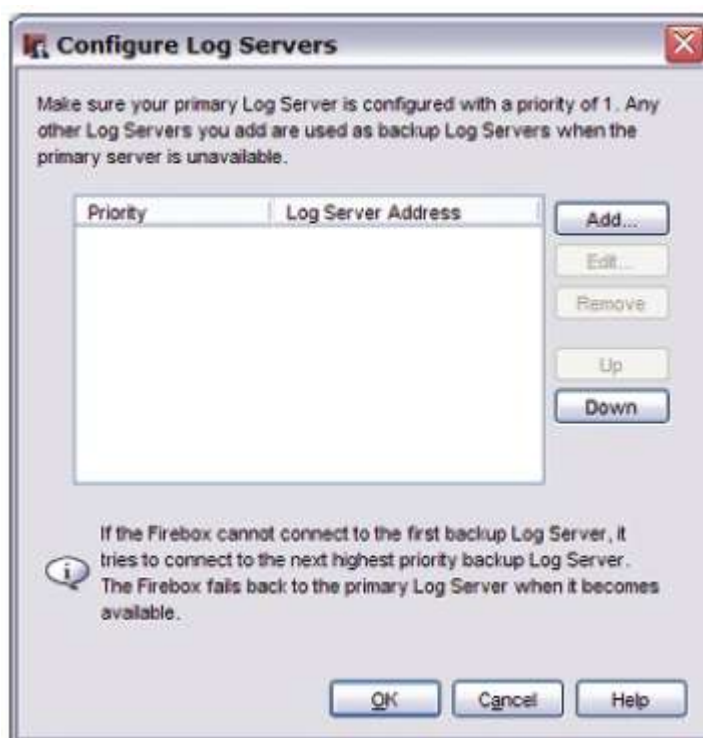 Configure Log Servers
Make sure your primary Log Server is configured with a priority of 1. Any
other Log Servers you add are used as backup Log Servers when the
primary server is unavailable.
Priority Log Server Address
Add...
Edit...
Remove
Up
Down
If the Firebox cannot connect to the first backup Log Server, it
tries to connect to the next highest priority backup Log Server.
The Firebox fails back to the primary Log Server when it becomes
available.
OK Cancel Help